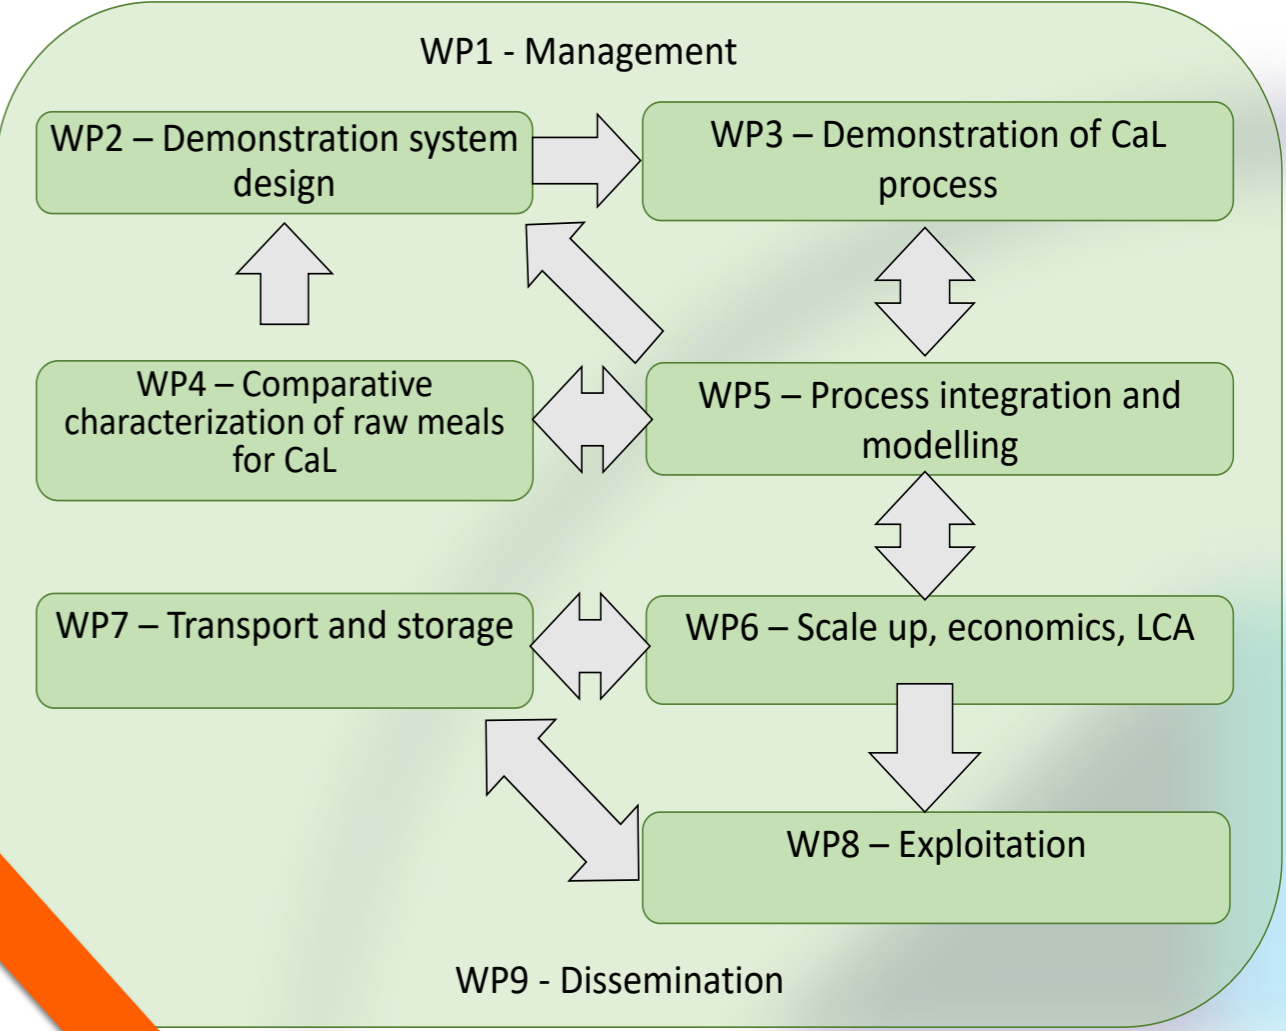 WP1 - Management
WP2 – Demonstration system
design
WP3 – Demonstration of CaL
process
WP4 – Comparative
characterization of raw meals
for CaL
WP5 – Process integration and
modelling
WP7 – Transport and storage
WP6 – Scale up, economics, LCA
WP8 – Exploitation
WP9 - Dissemination